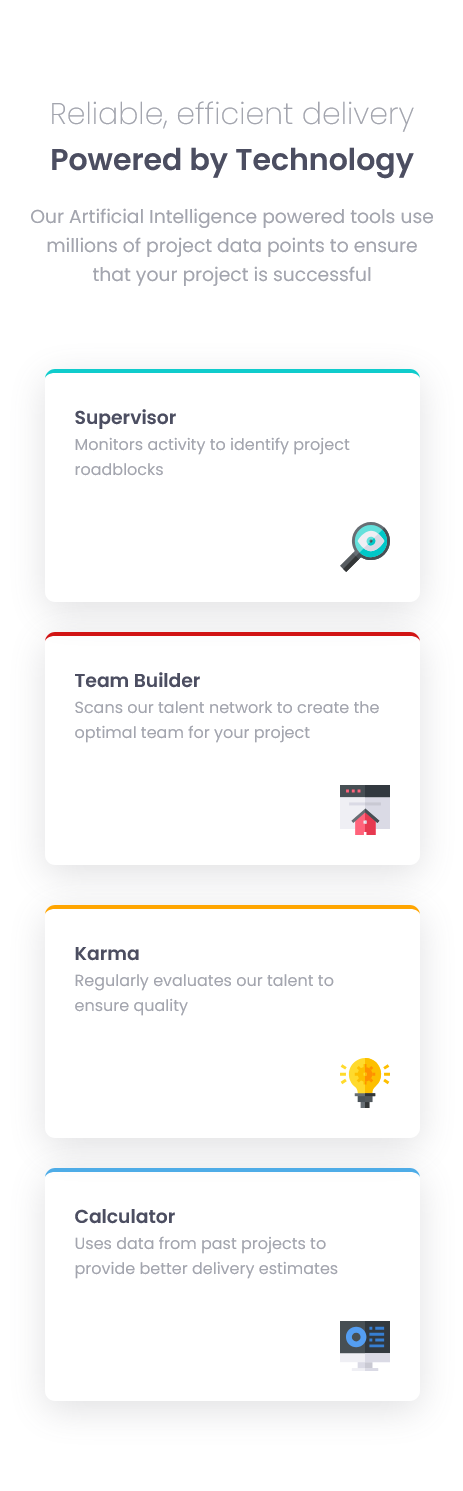 Reliable, efficient delivery
Powered by Technology
Our Artificial Intelligence powered tools use
millions of project data points to ensure
that your project is successful
Supervisor
Monitors activity to identify project
roadblocks
Team Builder
Scans our talent network to create the
optimal team for your project
Karma
Regularly evaluates our talent to
ensure quality
Calculator
Uses data from past projects to
provide better delivery estimates